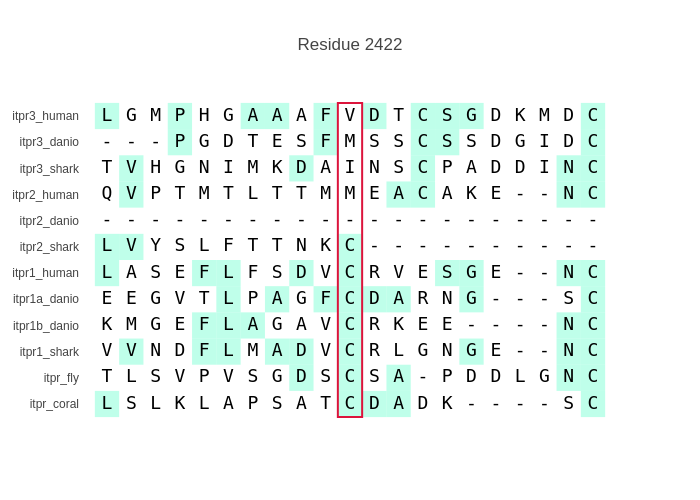 Residue 2422
itpr3_human L G M P H G A A A F V D T C S G D K M D C
itpr3_danio - - - P G D T E S F M S S C S S D G I D C
itpr3_shark T V H G N I M K D A I N S C P A D D I N C
itpr2_human Q V P T M T L T T M M E A C A K E - - N C
itpr2_danio - - - - - - - - - - - - - - - - - - - - -
itpr2_shark L V Y S L F T T N K C - - - - - - - - - -
itpr1_human L A S E F L F S D V C R V E S G E - - N C
itpr1a_danio E E G V T L P A G F C D A R N G - - - S C
itpr1b_danio K M G E F L A G A V C R K E E - - - - N C
itpr1_shark V V N D F L M A D V C R L G N G E - - N C
itpr_fly T L S V P V S G D S C S A - P D D L G N C
itpr_coral L S L K L A P S A T C D A D K - - - - S C